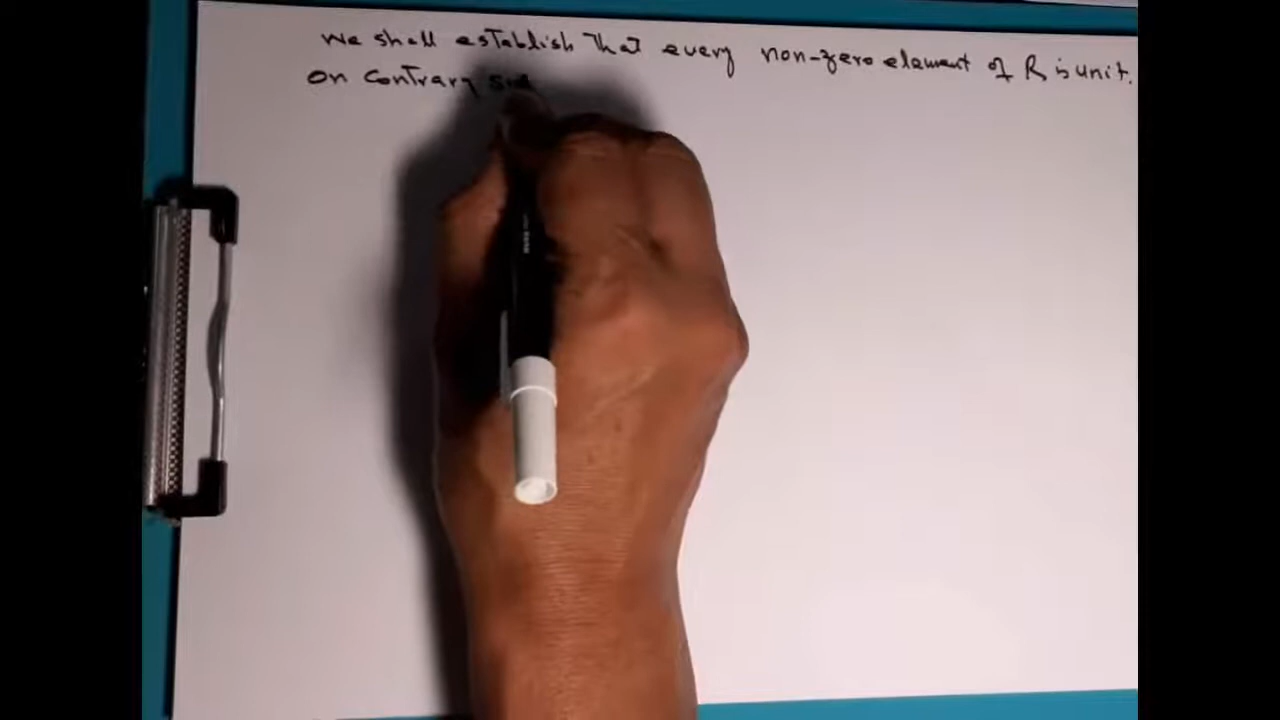 We shall establish That every non-zero element of R is unit.
on contrary